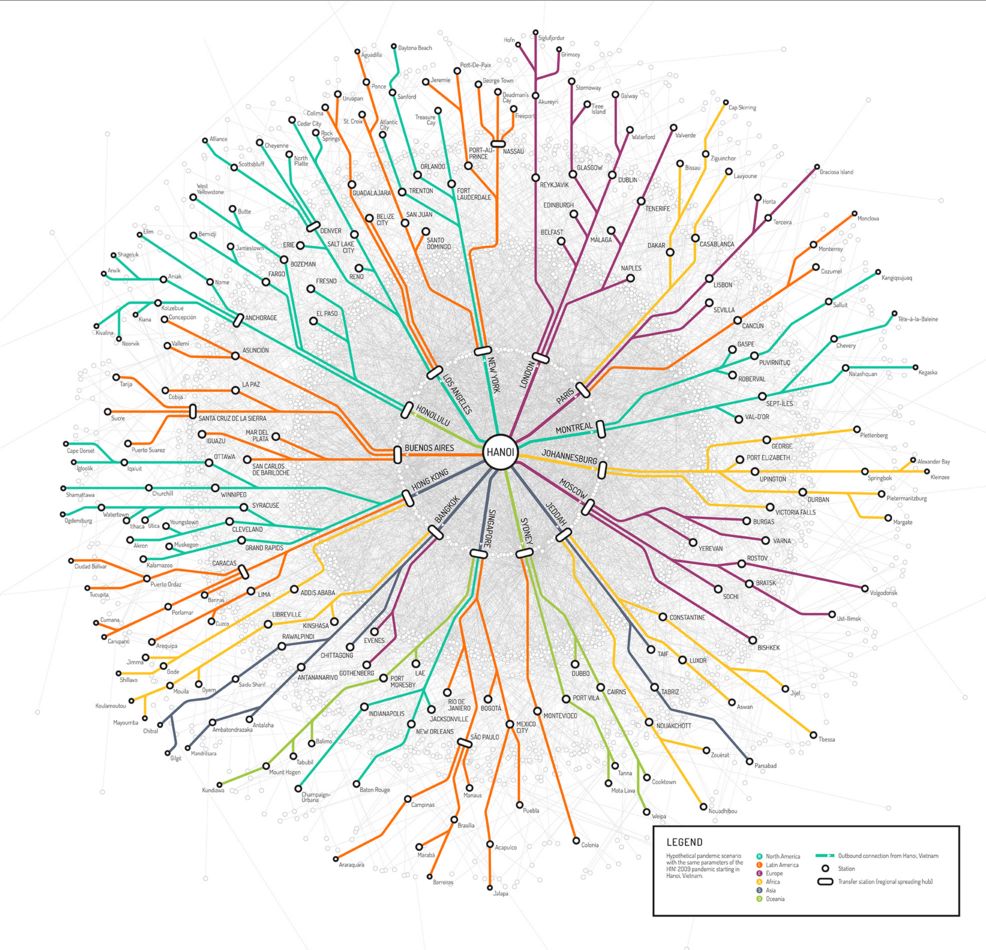 Hofn
Siglufjordur
Grimsey
Daytona Beach
Aguadilla
Port-De-Paix
Ponce
Jeremie
George Town
Stornoway
Deadman's
Cay
Sanford
Uruapan
Akureyri
Galway
Tiree
Island
Cap Skirring
Colima
St. Croix
Freeport
Cedar City
Atlantic
City
Treasure
Cay
Rock
Springs
Waterford
Valverde
Alliance
Cheyenne
North
Platte
PORT-AU-
PRINCE
NASSAU
Ziguinchor
Scottsbluff
ORLANDO
GLASGOW
Bissau
Laayoune
Graciosa Island
West
Yellowstone
GUADALAJARA
TRENTON
FORT
LAUDERDALE
REYKJAVIK
DUBLIN
Horta
Butte
BELIZE
CITY
SAN JUAN
EDINBURGH
TENERIFE
Terceira
Monclova
Elim
Bemidji
DENVER
SANTO
DOMINGO
BELFAST
MALAGA
DAKAR
CASABLANCA
Monterrey
Jamestown
ERIE
SALT LAKE
CITY
Shageluk
BOZEMAN
Cozumel
Anvik
Aniak
Nome
FARGO
FRESNO
RENO
NAPLES
LISBON
Kangiqsujuaq
Kotzebue
Salluit
Kiana
Concepción
ANCHORAGE
EL PASO
SEVILLA
CANCÚN
Tête-à-la-Baleine
Kivalina
Noorvik
Vallemi
ASUNCIÓN
GASPE
PUVIRNITUQ
Chevery
Natashquan
Kegaska
Tarija
Cobija
LA PAZ
LOS ANGELES
NEW YORK
LONDON
PARIS
ROBERVAL
SEPT-ÎLES
Sucre
SANTA CRUZ DE LA SIERRA
HONOLULU
MONTREAL
VAL-D'OR
Puerto Suarez
IGUAZU
MAR DEL
PLATA
BUENOS AIRES
HANOI
JOHANNESBURG
GEORGE
Plettenberg
Cape Dorset
Igloolik
Iqaluit
OTTAWA
SAN CARLOS
DE BARILOCHE
PORT ELIZABETH
UPINGTON
Springbok
Alexander Bay
Kleinzee
Shamattawa
Churchill
WINNIPEG
HONG KONG
MOSCOW
Pietermaritzburg
DURBAN
Ogdensburg
Watertown
SYRACUSE
BANGKOK
SINGAPORE
SYDNEY
JEDDAH
VICTORIA FALLS
Margate
Ithaca
Utica
Youngstown
CLEVELAND
BURGAS
VARNA
Akron
Muskegon
GRAND RAPIDS
YEREVAN
Kalamazoo
CARACAS
ROSTOV
Ciudad Bolivar
Puerto Ordaz
BRATSK
Volgodonsk
Tucupita
Barinas
LIMA
ADDIS ABABA
SOCHI
Porlamar
Cuzco
LIBREVILLE
KINSHASA
CONSTANTINE
Ust-Ilimsk
Cumana
Carupano
Arequipa
RAWALPINDI
EVENES
BISHKEK
Jimma
Gode
CHITTAGONG
TAIF
LUXOR
Shillavo
ANTANANARIVO
GOTHENBERG
LAE
DUBBO
Mouila
Oyem
Saidu Sharif
PORT
MORESBY
CAIRNS
TABRIZ
Jijel
Koulamoutou
INDIANAPOLIS
RIO DE
JANIERO
BOGOTÁ
PORT VILA
Aswan
Mayoumba
Chitral
Ambatondrazaka
Antalaha
JACKSONVILLE
MONTEVIDEO
NOUAKCHOTT
NEW ORLEANS
MEXICO
CITY
Tbessa
Gilgit
Mandritsara
Balimo
SÃO PAULO
Tabubil
Zouérat
Parsabad
Mount Hagen
Tanna
Cooktown
Kundiawa
Champaign-
Urbana
Baton Rouge
Manaus
Mota Lava
Campinas
Puebla
Weipa
Nouadhibou
Brasília
Colonia
Marabá
Acapulco
Araraquara
Barreiras
Jalapa
LEGEND
Hypothetical pandemic scenario
with the same parameters of the
H1N1 2009 pandemic starting in
Hanoi, Vietnam.
North America
Latin America
Europe
Africa
Asia
Oceania
Outbound connection from Hanoi, Vietnam
Station
Transfer station (regional spreading hub)